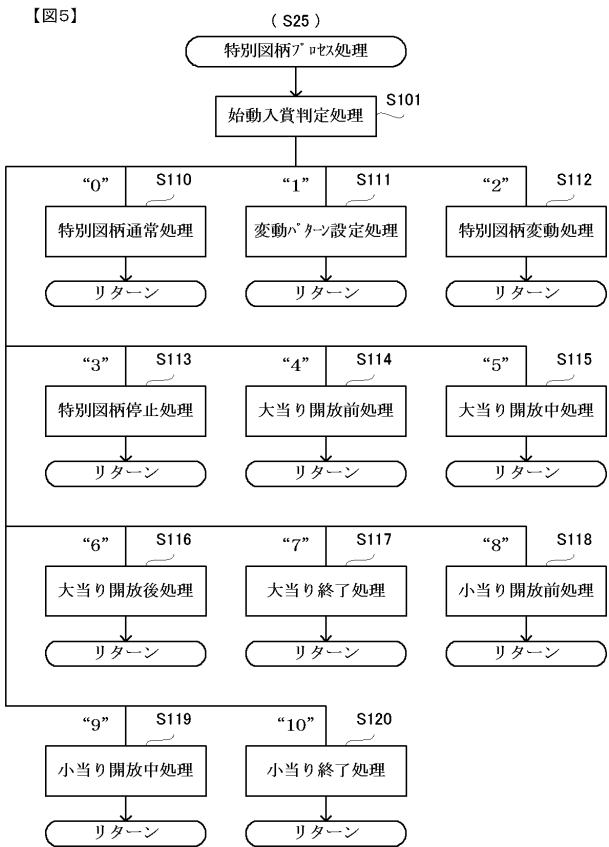 【図5】
(S25)
特別図柄ﾌﾟﾛｾｽ処理
S101
始動入賞判定処理
“0” S110 “1” S111 “2” S112
特別図柄通常処理 変動ﾊﾟﾀｰﾝ設定処理 特別図柄変動処理
リターン リターン リターン
“3” S113 “4” S114 “5” S115
特別図柄停止処理 大当り開放前処理 大当り開放中処理
リターン リターン リターン
“6” S116 “7” S117 “8” S118
大当り開放後処理 大当り終了処理 小当り開放前処理
リターン リターン リターン
“9” S119 “10” S120
小当り開放中処理 小当り終了処理
リターン リターン